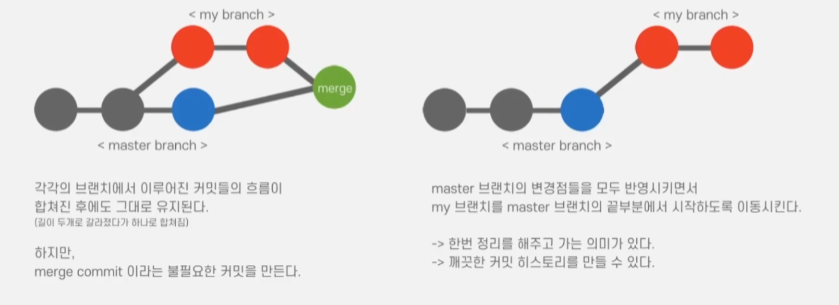 < my branch >
merge
< master branch >
각각의 브랜치에서 이루어진 커밋들의 흐름이
합쳐진 후에도 그대로 유지된다.
(길이 두개로 갈라졌다가 하나로 합쳐짐)
하지만,
merge commit 이라는 불필요한 커밋을 만든다.
< my branch >
< master branch >
master 브랜치의 변경점들을 모두 반영시키면서
my 브랜치를 master 브랜치의 끝부분에서 시작하도록 이동시킨다.
-> 한번 정리를 해주고 가는 의미가 있다.
-> 깨끗한 커밋 히스토리를 만들 수 있다.